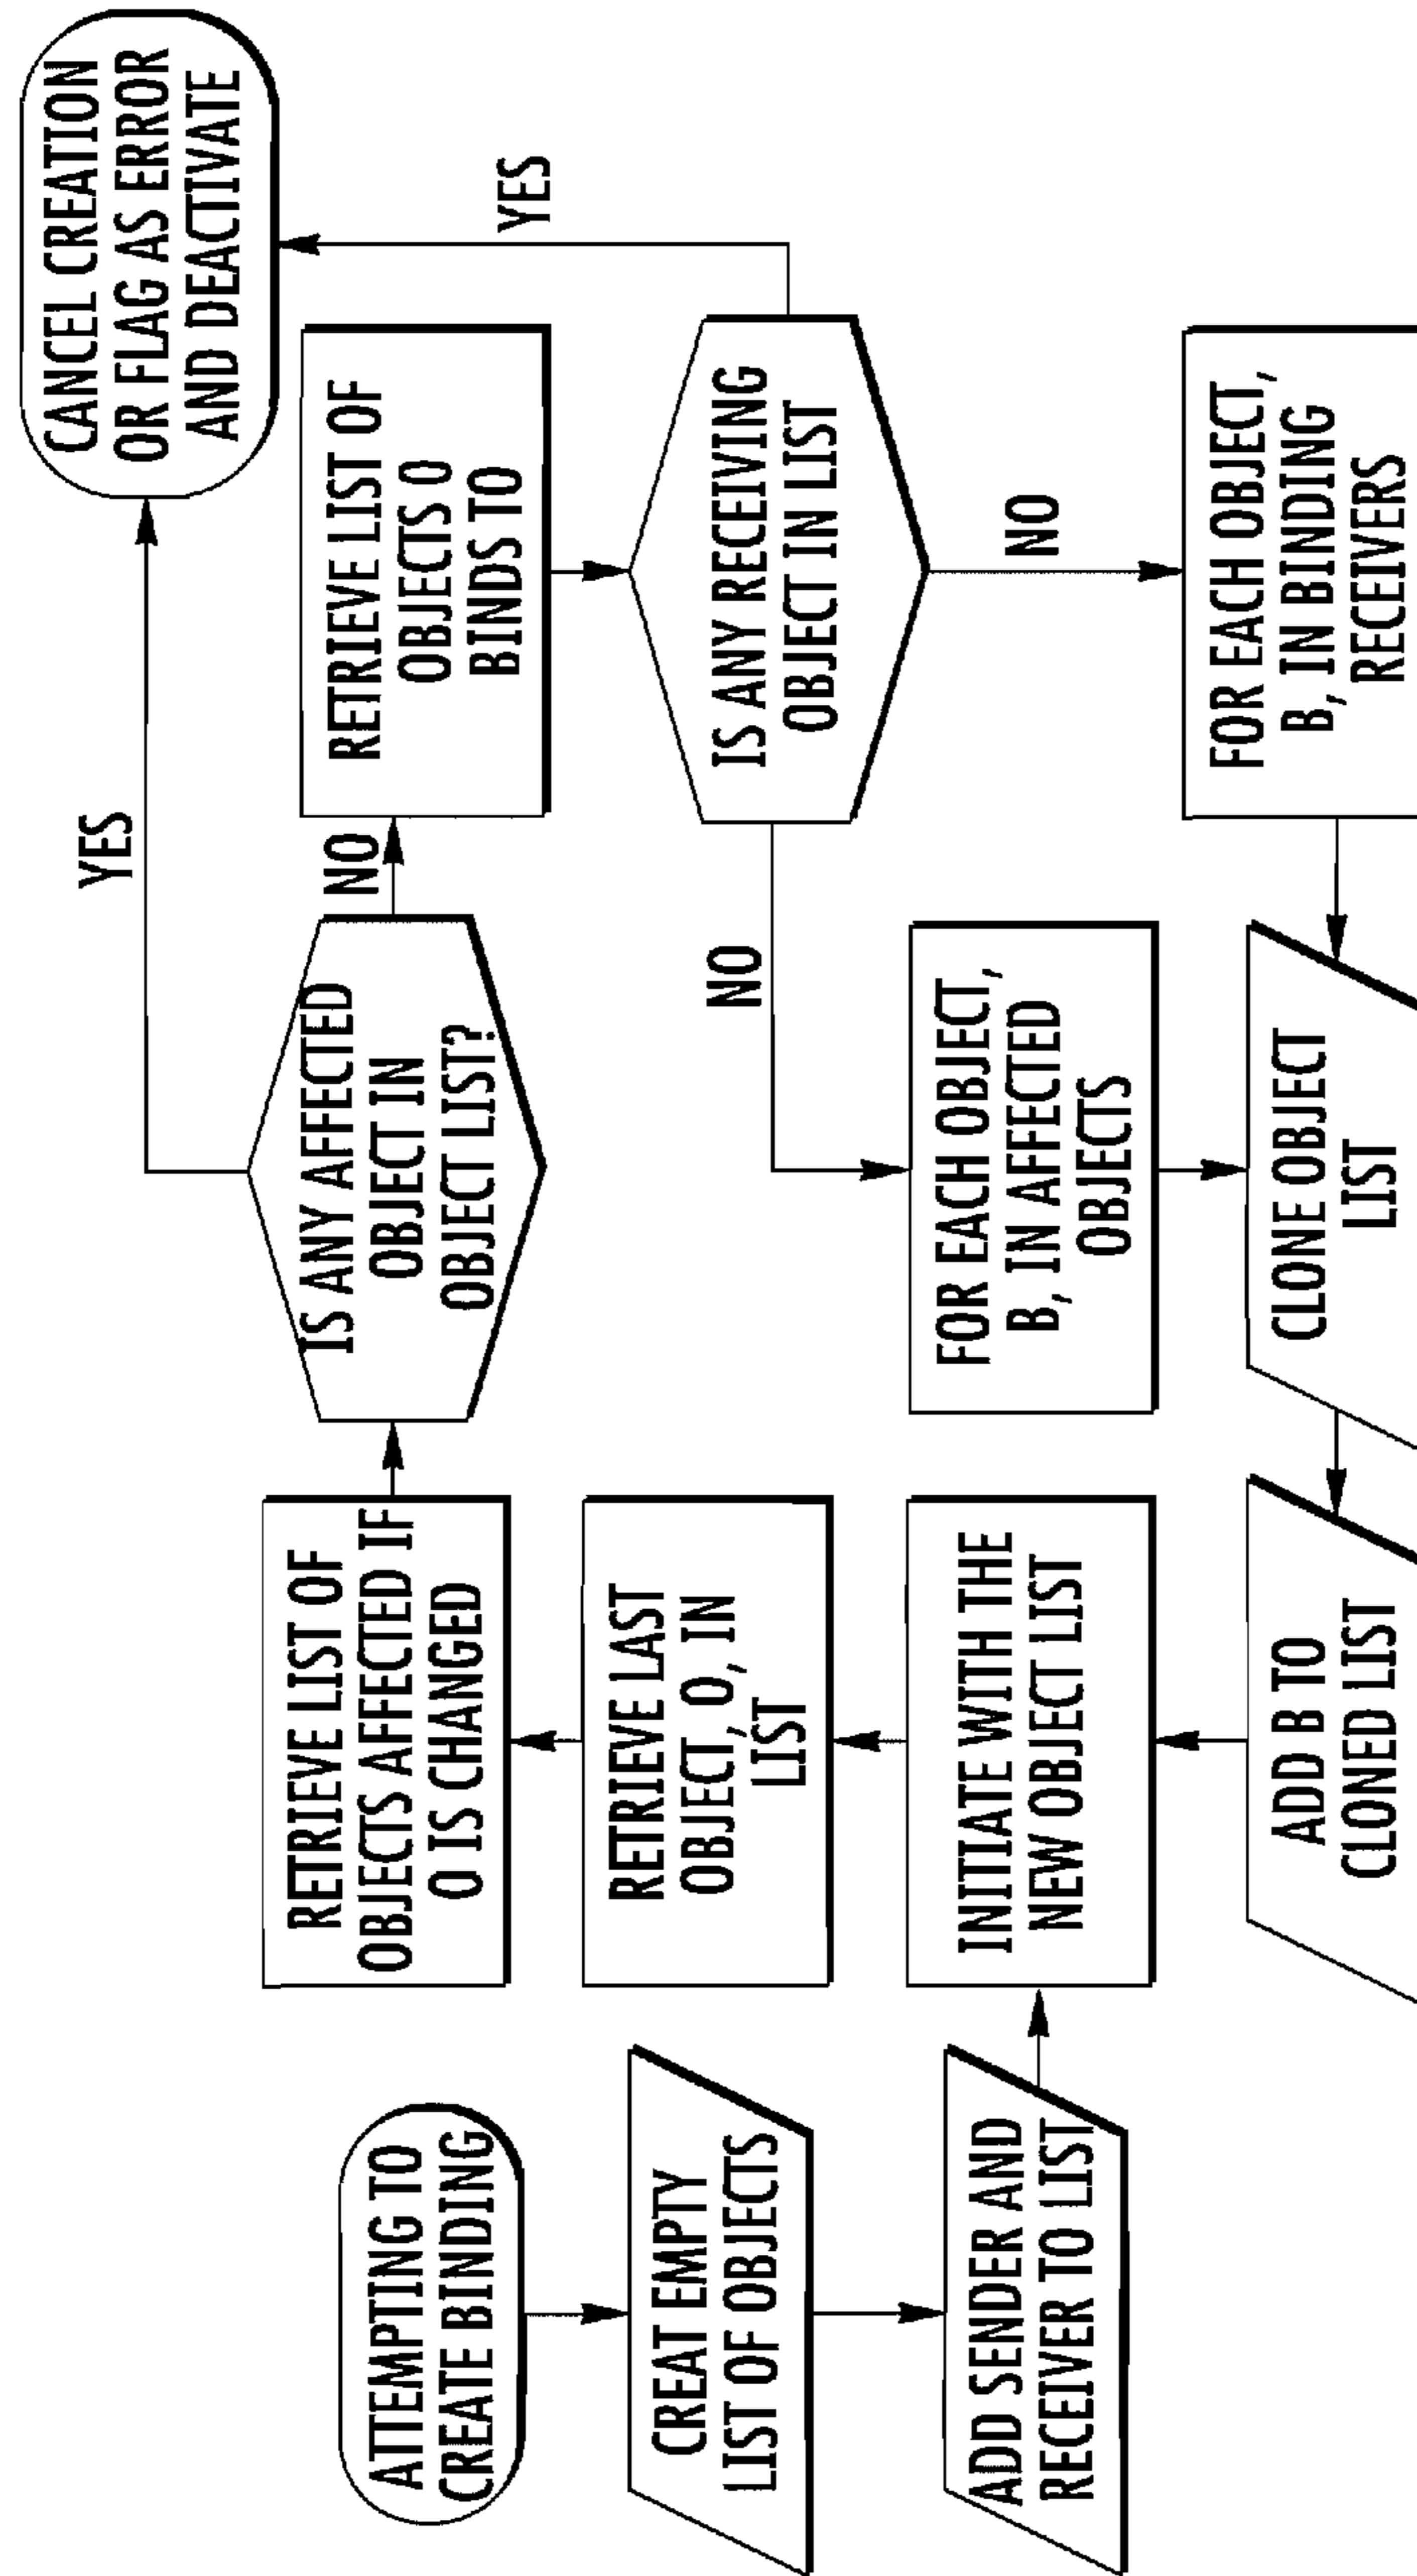 ATTEMPTING TO
CREATE BINDING
CREAT EMPTY
LIST OF OBJECTS
ADD SENDER AND
RECEIVER TO LIST
INITIATE WITH THE
NEW OBJECT LIST
RETRIEVE LAST
OBJECT, O, IN
LIST
RETRIEVE LIST OF
OBJECTS AFFECTED IF
O IS CHANGED
IS ANY AFFECTED
OBJECT IN
OBJECT LIST?
YES
NO
CANCEL CREATION
OR FLAG AS ERROR
AND DEACTIVATE
RETRIEVE LIST OF
OBJECTS O
BINDS TO
IS ANY RECEIVING
OBJECT IN LIST
YES
NO
NO
FOR EACH OBJECT,
B, IN AFFECTED
OBJECTS
FOR EACH OBJECT,
B, IN BINDING
RECEIVERS
CLONE OBJECT
LIST
ADD B TO
CLONED LIST